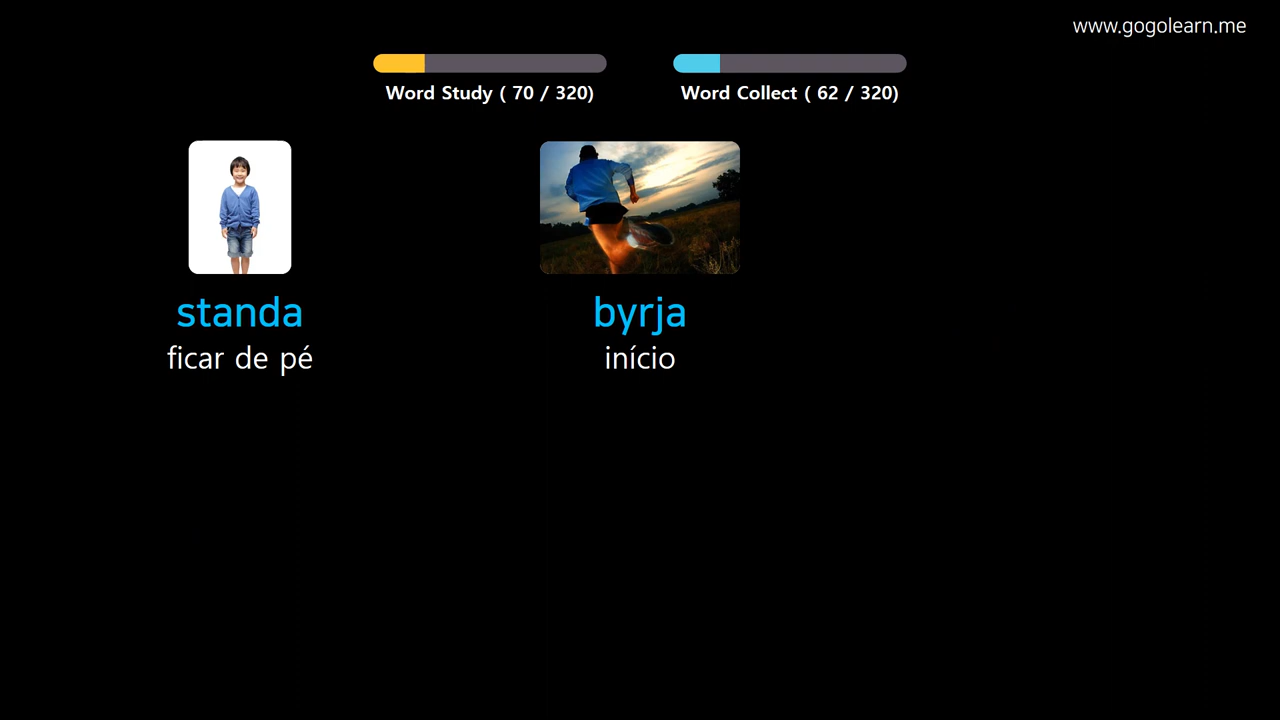 www.gogolearn.me
Word Study ( 70 / 320)
Word Collect ( 62 / 320)
standa
byrja
ficar de pé
início